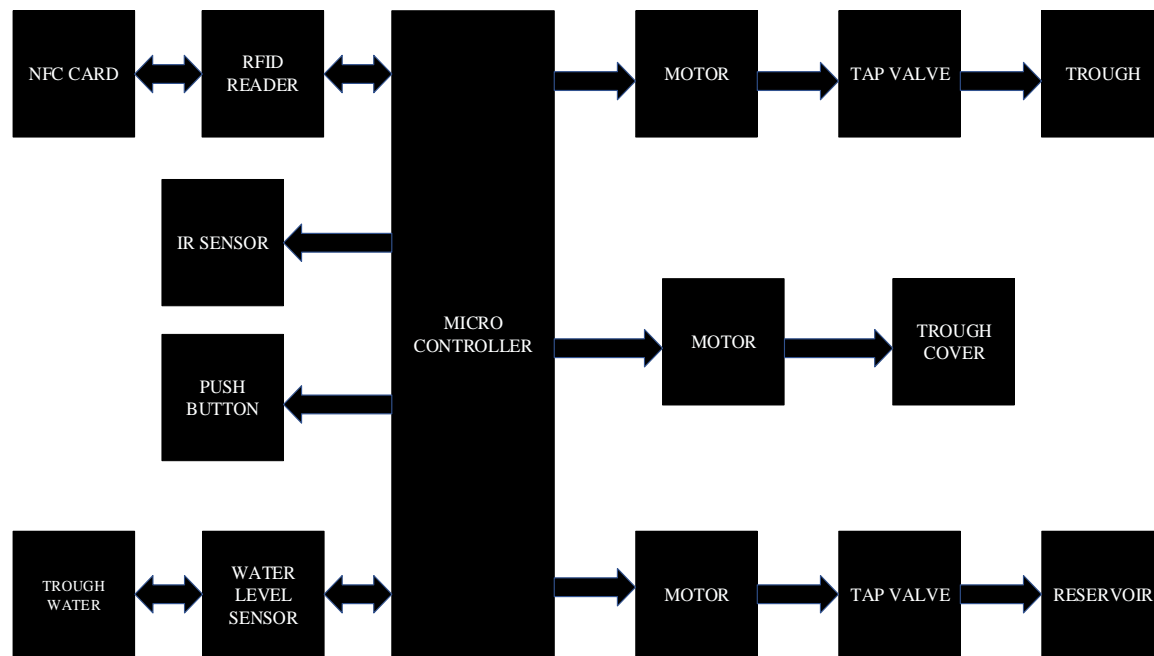 NFC CARD
RFID
READER
MOTOR
TAP VALVE
TROUGH
IR SENSOR
MICRO
CONTROLLER
MOTOR
TROUGH
COVER
PUSH
BUTTON
TROUGH
WATER
WATER
LEVEL
SENSOR
MOTOR
TAP VALVE
RESERVOIR